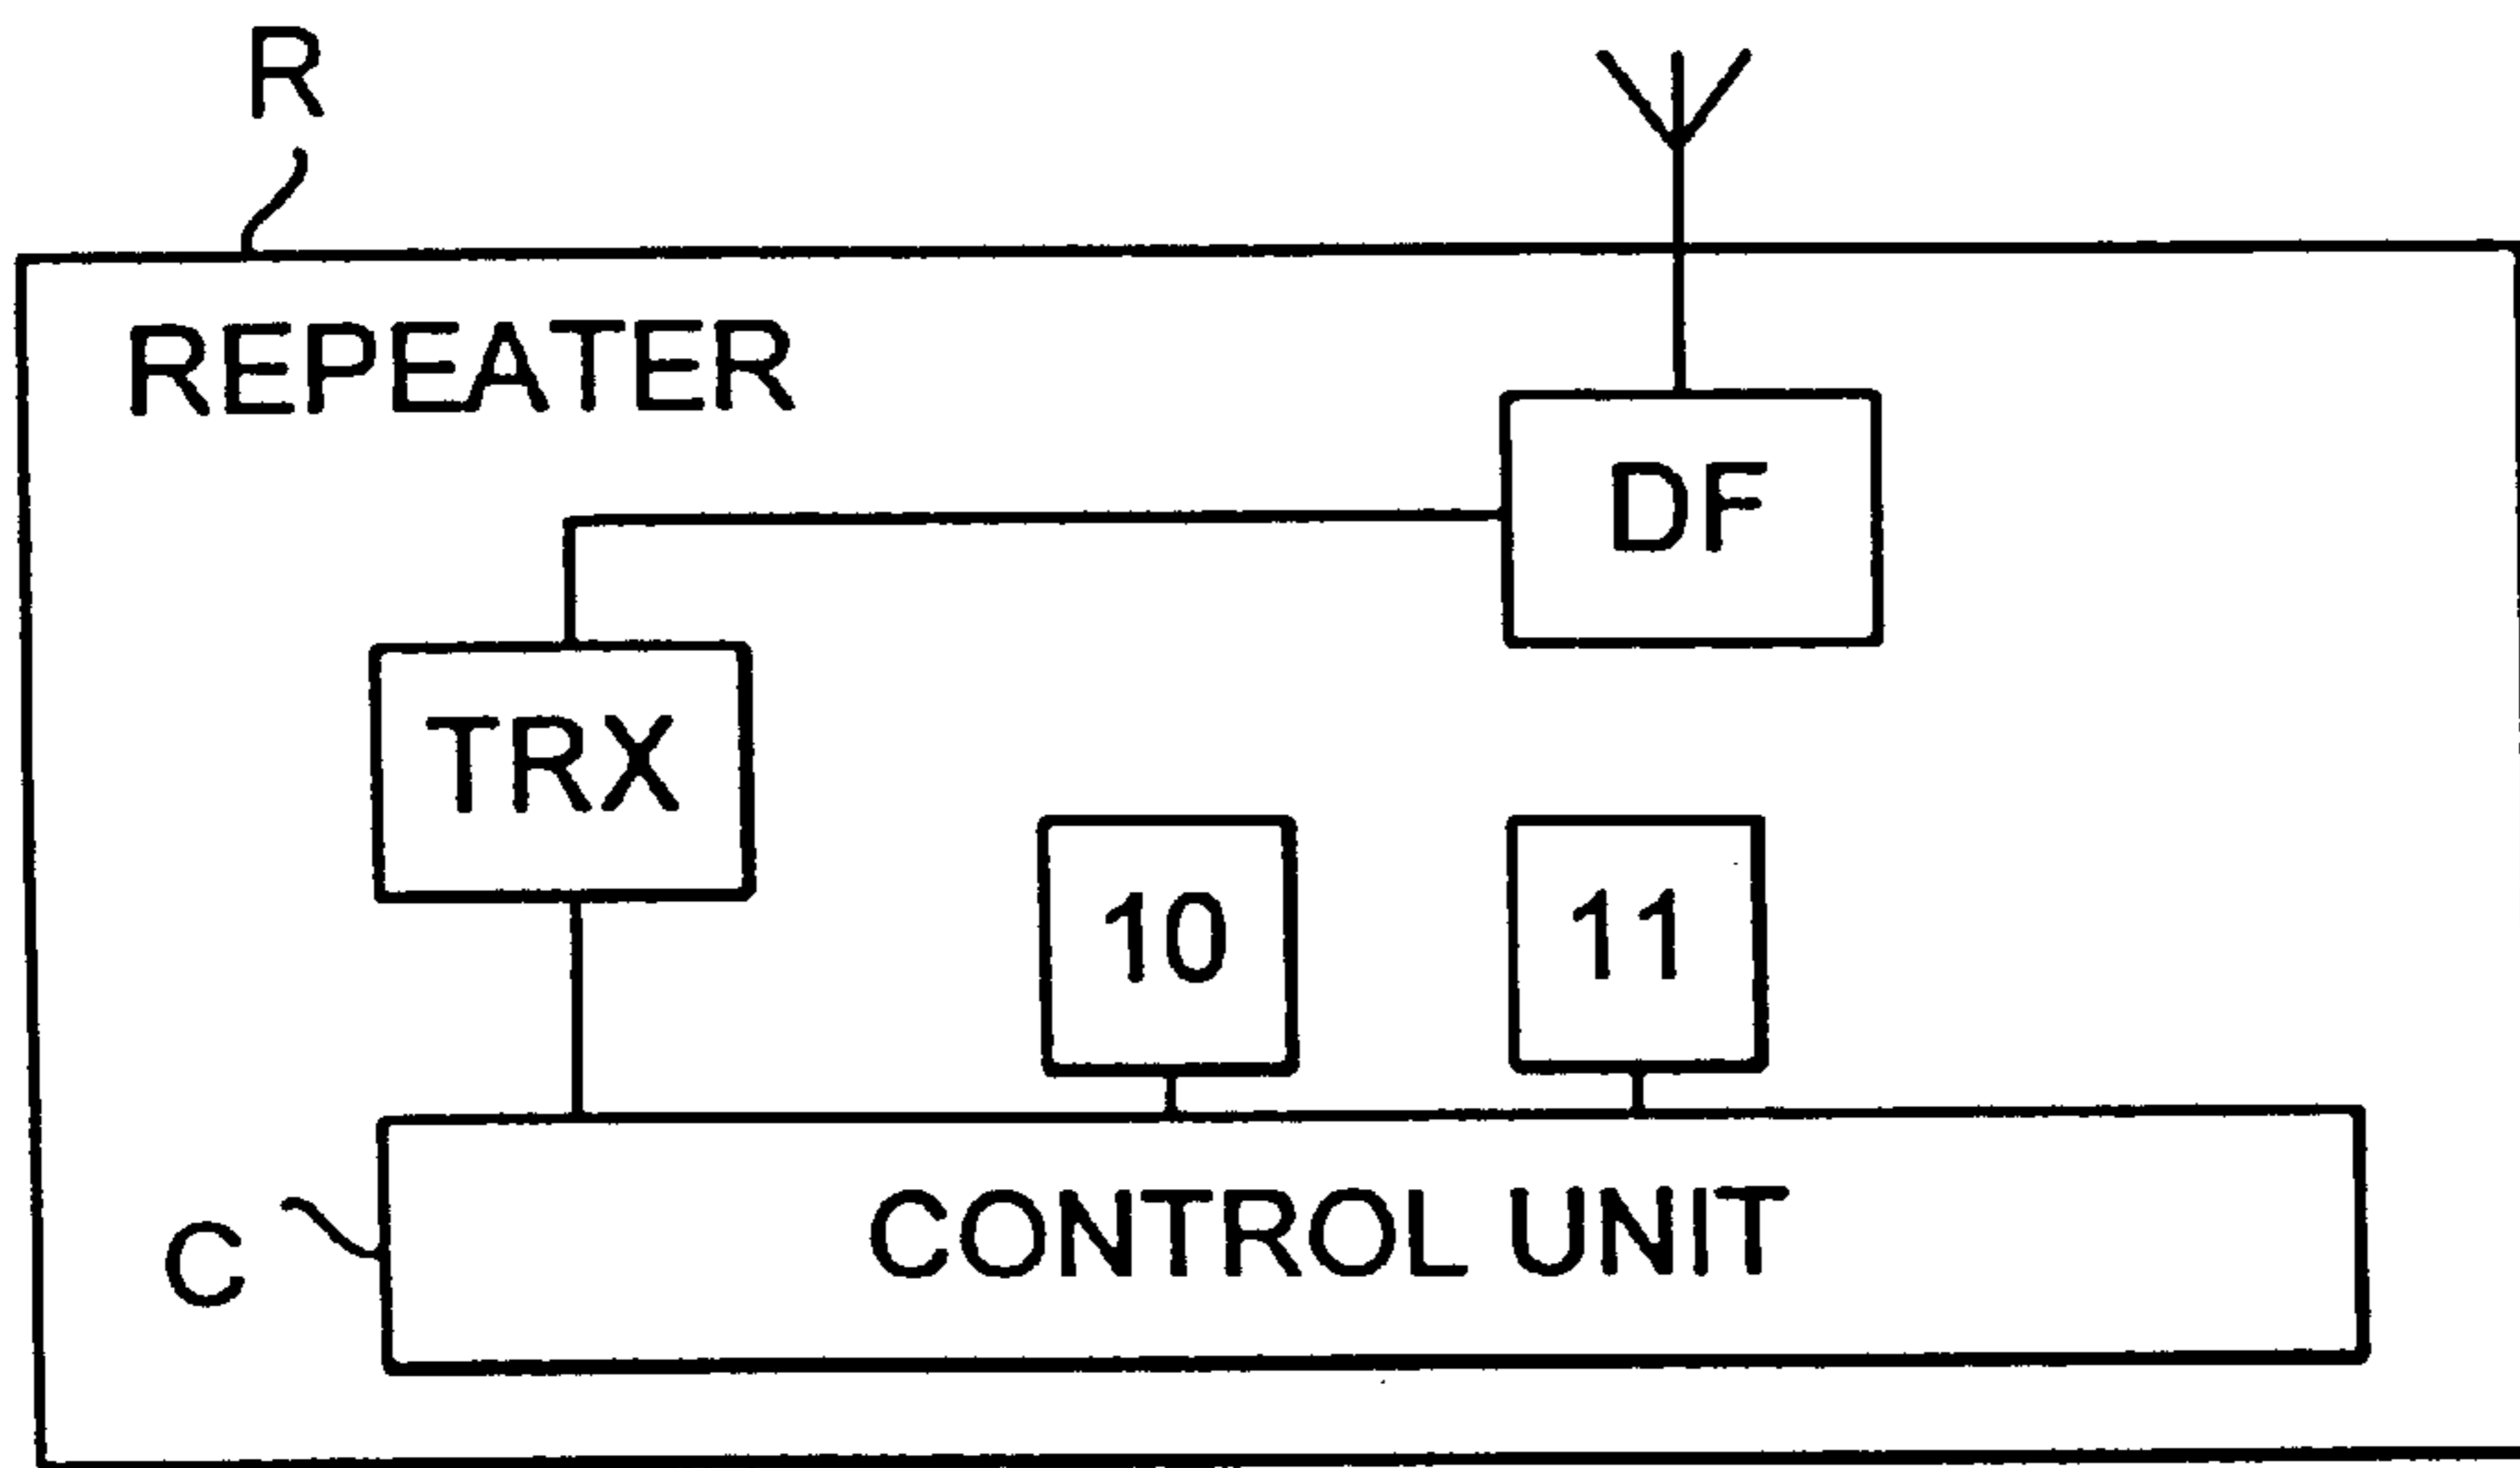 R
REPEATER
DF
TRX
10
11
CONTROL UNIT
C